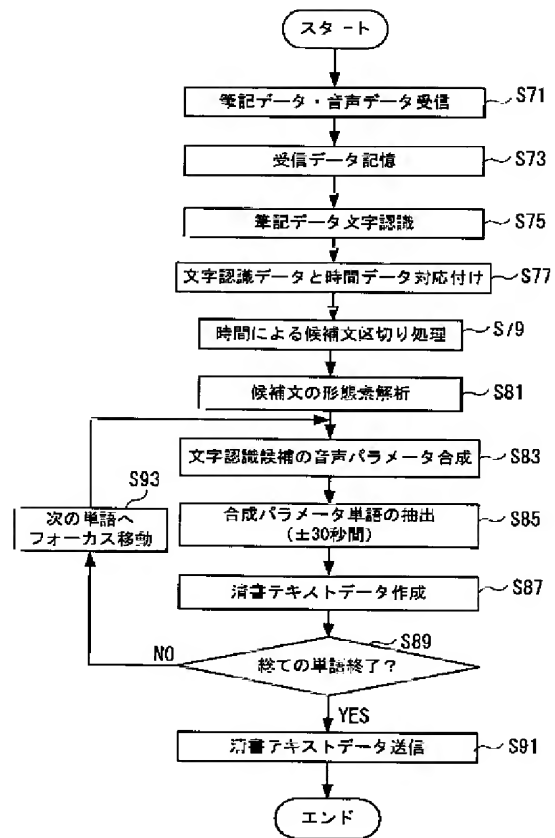 スタート
筆記データ・音声データ受信
S71
受信データ記憶
S73
筆記データ文字認識
S75
文字認識データと時間データ対応付け
S77
時間による候補文区切り処理
S79
候補文の形態素解析
S81
文字認識候補の音声パラメータ合成
S83
S93
次の単語へ
フォーカス移動
合成パラメータ単語の抽出
(±30秒間)
S85
清書テキストデータ作成
S87
S89
総ての単語終了?
NO
YES
清書テキストデータ送信
S91
エンド